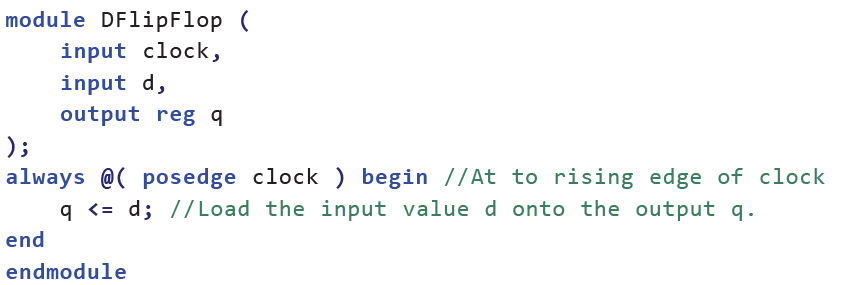 module DFlipFlop (
    input clock,
    input d,
    output reg q
);
always @( posedge clock ) begin //At to rising edge of clock
    q <= d; //Load the input value d onto the output q.
end
endmodule